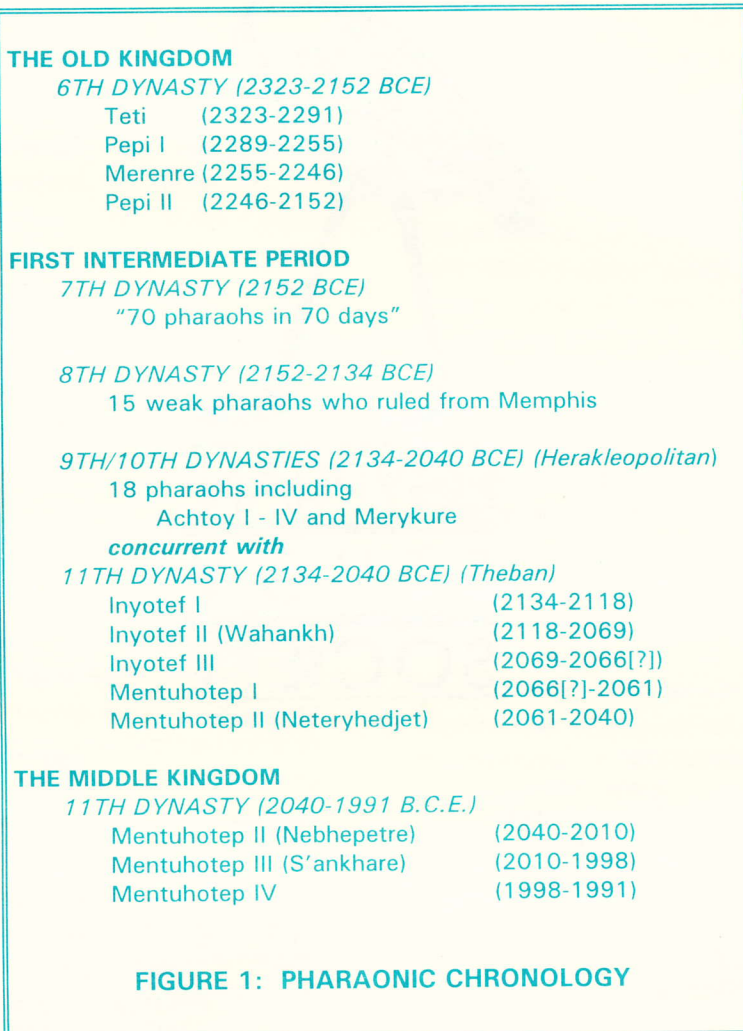 THE OLD KINGDOM
6TH DYNASTY (2323-2152 BCE)
Teti (2323-2291)
Pepi I (2289-2255)
Merenre (2255-2246)
Pepi II (2246-2152)
FIRST INTERMEDIATE PERIOD
7TH DYNASTY (2152 BCE)
"70 pharaohs in 70 days"
8TH DYNASTY (2152-2134 BCE)
15 weak pharaohs who ruled from Memphis
9TH/10TH DYNASTIES (2134-2040 BCE) (Herakleopolitan)
18 pharaohs including
Achtoy I - IV and Merykure
concurrent with
11TH DYNASTY (2134-2040 BCE) (Theban)
Inyotef I (2134-2118)
Inyotef II (Wahankh) (2118-2069)
Inyotef III (2069-2066[?])
Mentuhotep I (2066[?]-2061)
Mentuhotep II (Neteryhedjet) (2061-2040)
THE MIDDLE KINGDOM
11TH DYNASTY (2040-1991 B.C.E.)
Mentuhotep II (Nebhepetre) (2040-2010)
Mentuhotep III (S'ankhare) (2010-1998)
Mentuhotep IV (1998-1991)
FIGURE 1: PHARAONIC CHRONOLOGY